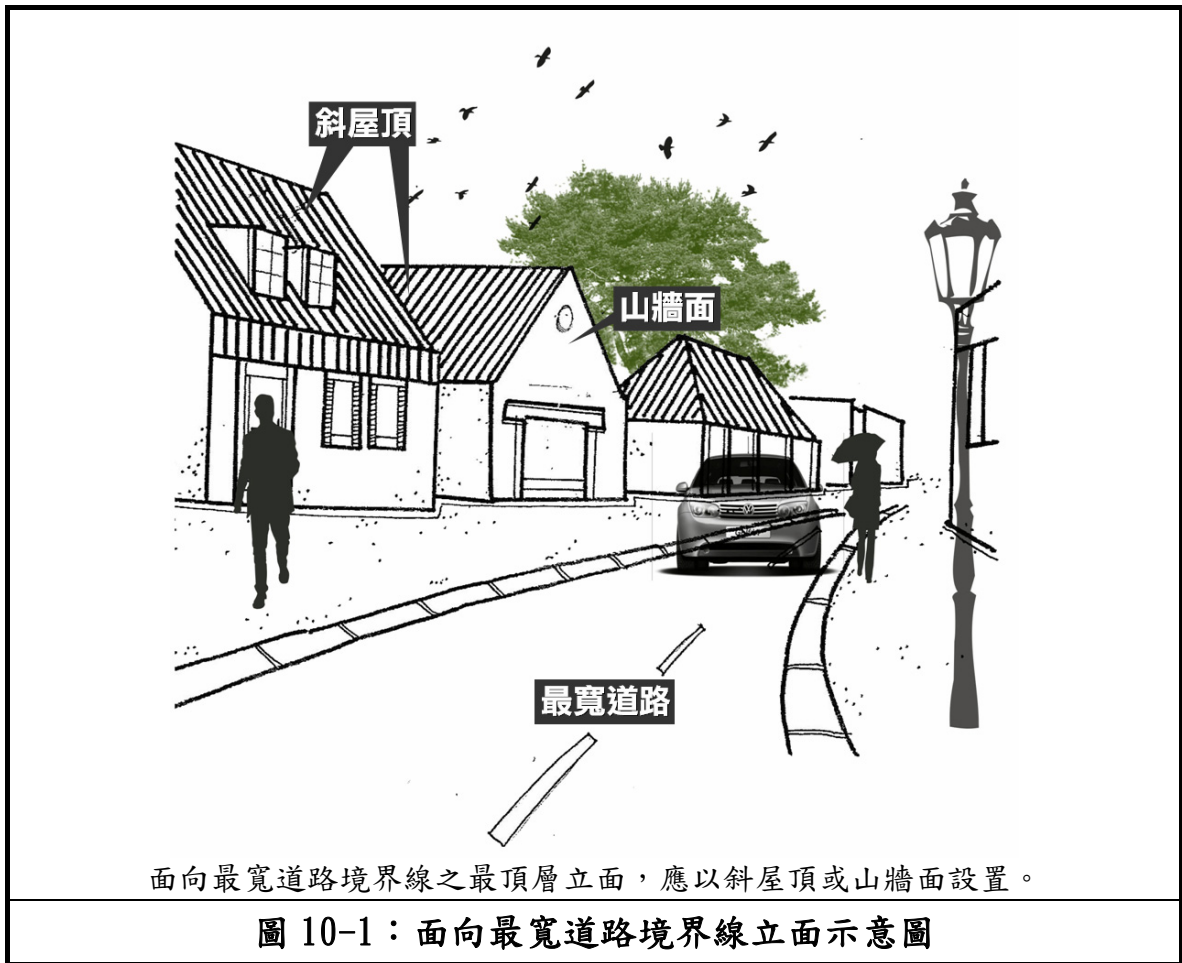 斜屋頂
山牆面
最寬道路
面向最寬道路境界線之最頂層立面，應以斜屋頂或山牆面設置。
圖 10-1：面向最寬道路境界線立面示意圖